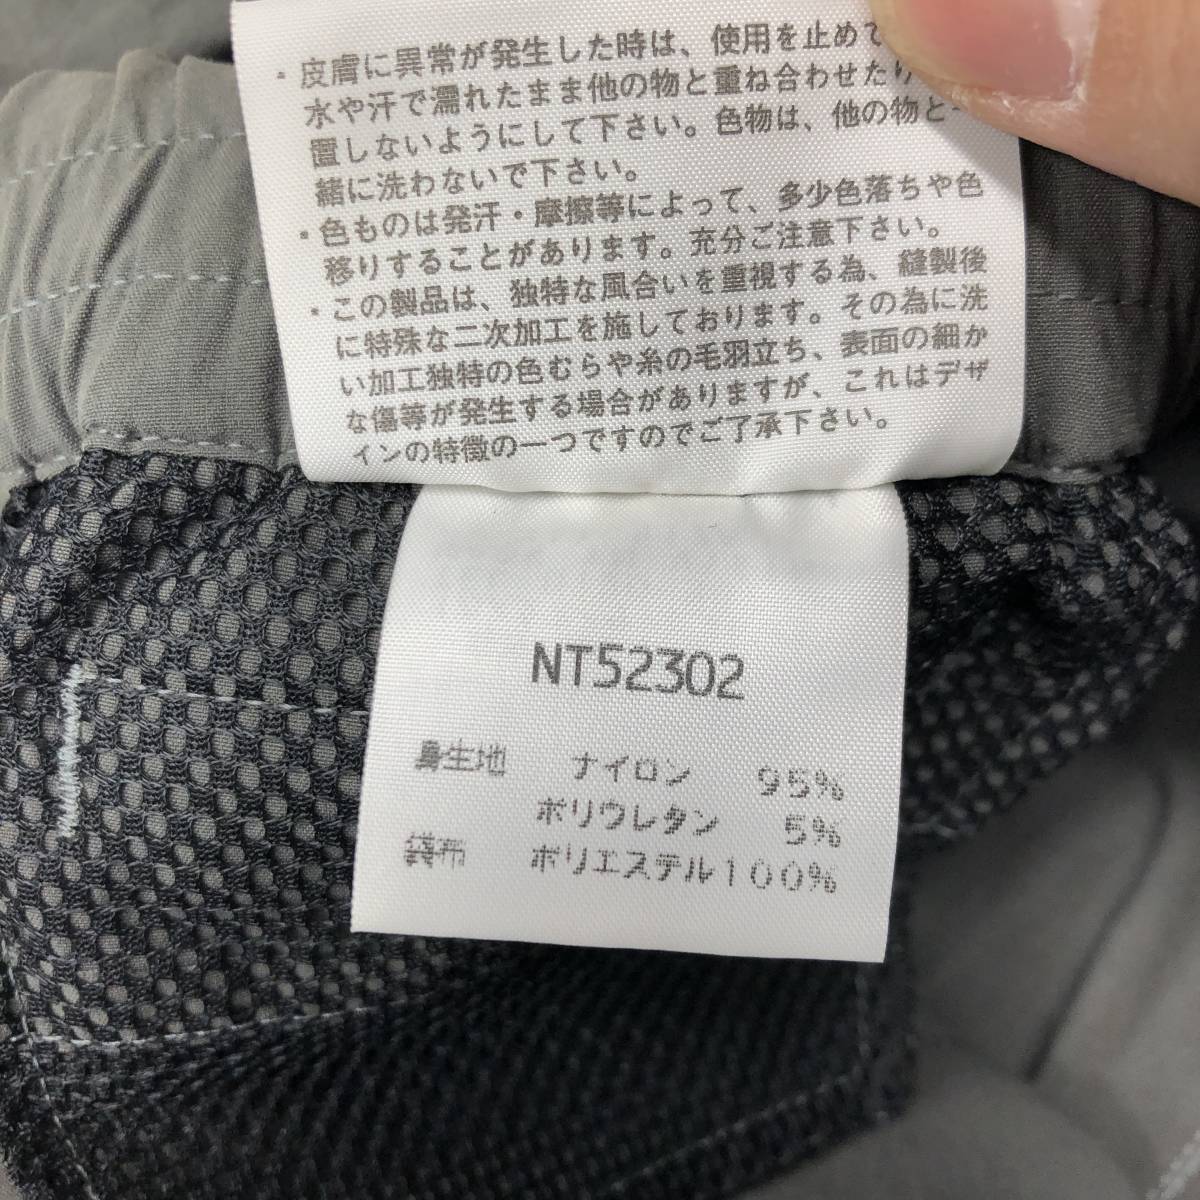 ・皮膚に異常が発生した時は、使用を止めて
水や汗で濡れたまま他の物と重ね合わせたり
置しないようにして下さい。色物は、他の物と一
緒に洗わないで下さい。
・色ものは発汗・摩擦等によって、多少色落ちや色
移りすることがあります。充分ご注意下さい。
・この製品は、独特な風合いを重視する為、縫製後
に特殊な二次加工を施しております。その為に洗
い加工独特の色むらや糸の毛羽立ち、表面の細か
な傷等が発生する場合がありますが、これはデザ
インの特徴の一つですのでご了承下さい。
NT52302
身生地 ナイロン 95%
ポリウレタン 5%
袋布 ポリエステル100%